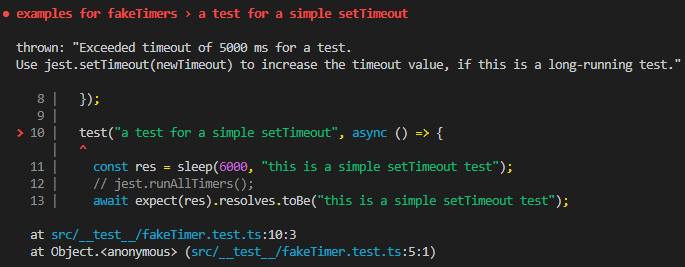 ● examples for fakeTimers › a test for a simple setTimeout
thrown: "Exceeded timeout of 5000 ms for a test.
Use jest.setTimeout(newTimeout) to increase the timeout value, if this is a long-running test."
8 |   });
9 |
> 10 |   test("a test for a simple setTimeout", async () => {
|   ^
11 |     const res = sleep(6000, "this is a simple setTimeout test");
12 |     // jest.runAllTimers();
13 |     await expect(res).resolves.toBe("this is a simple setTimeout test");
at src/__test__/fakeTimer.test.ts:10:3
at Object.<anonymous> (src/__test__/fakeTimer.test.ts:5:1)